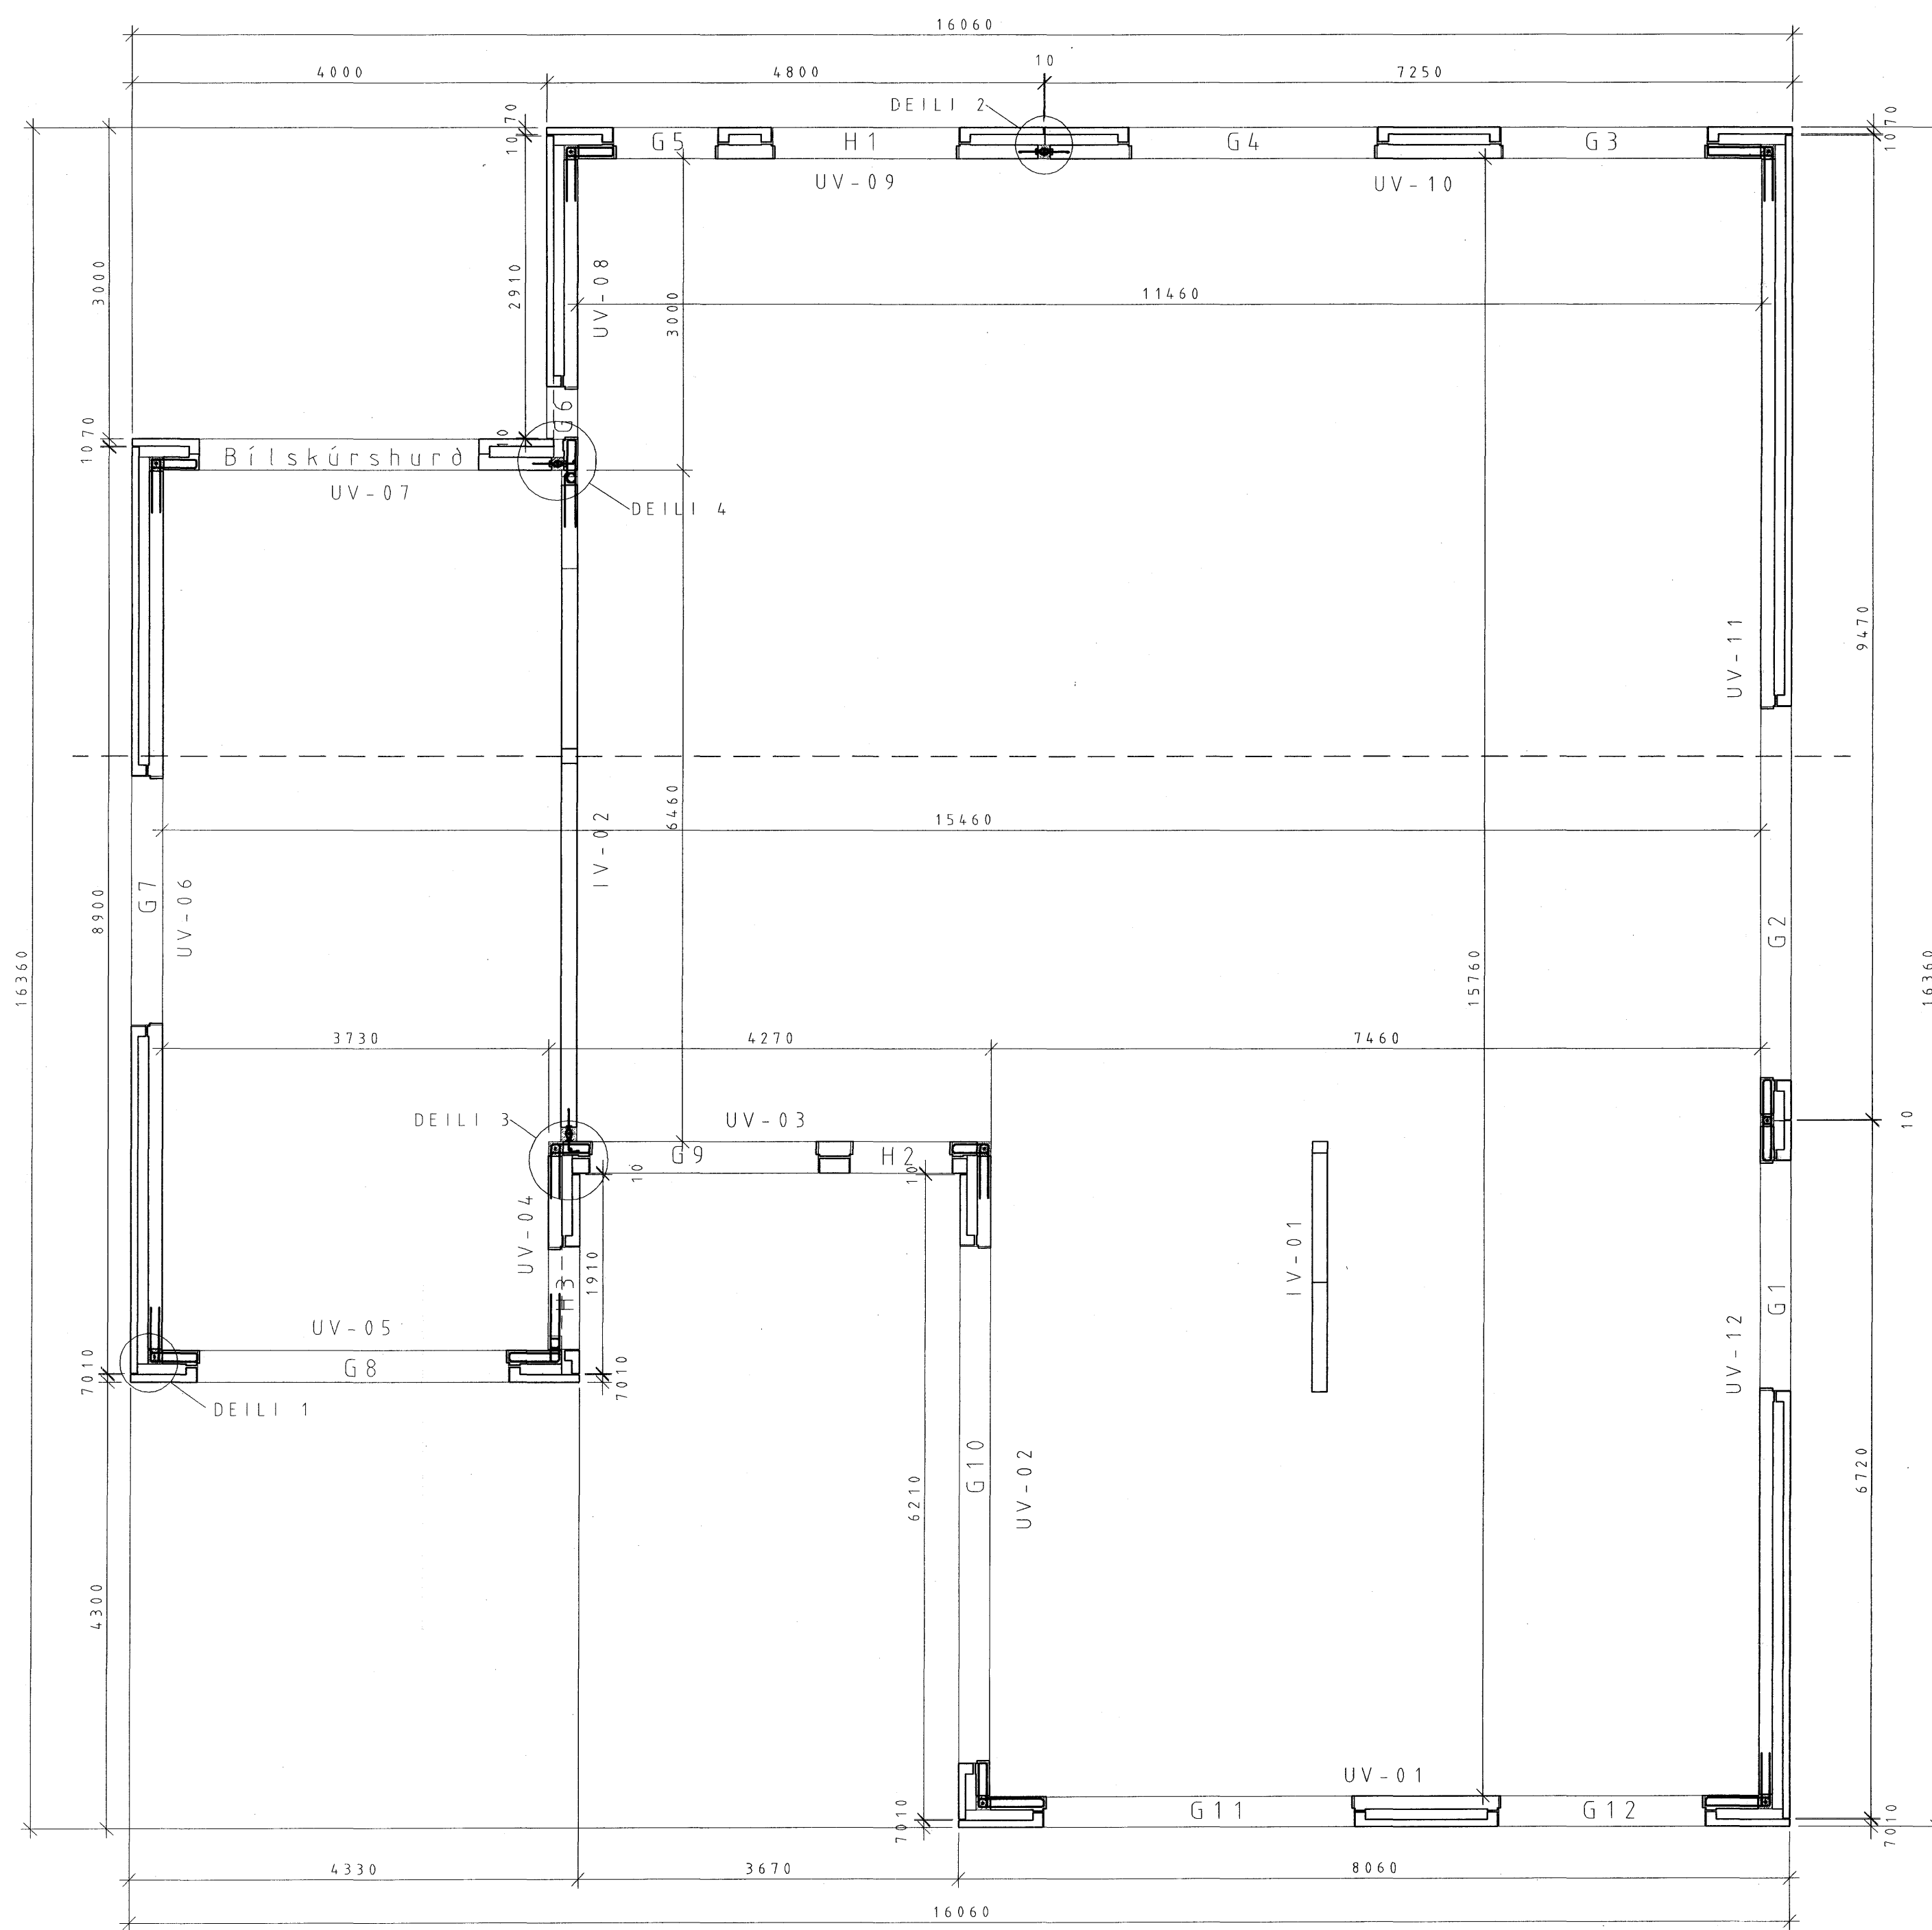 16060
4000
4800
10
7250
DEILI 2
1070
1070
G5
H1
G4
G3
UV-09
UV-10
3000
2910
UV-08
3000
11460
G6
10
1070
Bílskúrshurð
UV-07
DEILI 4
UV-11
9470
15460
6460
IV-02
G7
UV-06
8900
16360
G2
15760
16360
3730
4270
7460
DEILI 3
UV-03
10
G9
H2
10
10
UV-04
1910
H3
IV-01
G1
UV-12
UV-05
7010
G8
7010
DEILI 1
G10
UV-02
6210
6720
4300
UV-01
7010
G11
G12
7010
4330
3670
8060
16060